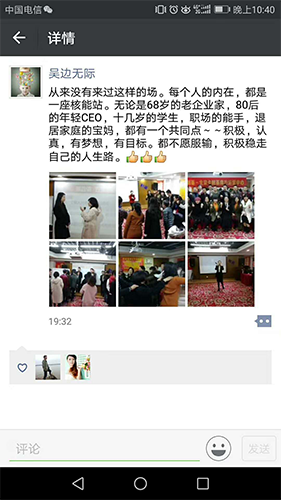 中国电信
晚上10:40
详情
吴边无际
从来没有来过这样的场。每个人的内在，都是
一座核能站。无论是68岁的老企业家，80后
的年轻CEO，十几岁的学生，职场的能手，退
居家庭的宝妈，都有一个共同点～～积极，认
真，有梦想，有目标。都不愿服输，积极稳走
自己的人生路。👍👍👍
19:32
评论
发送